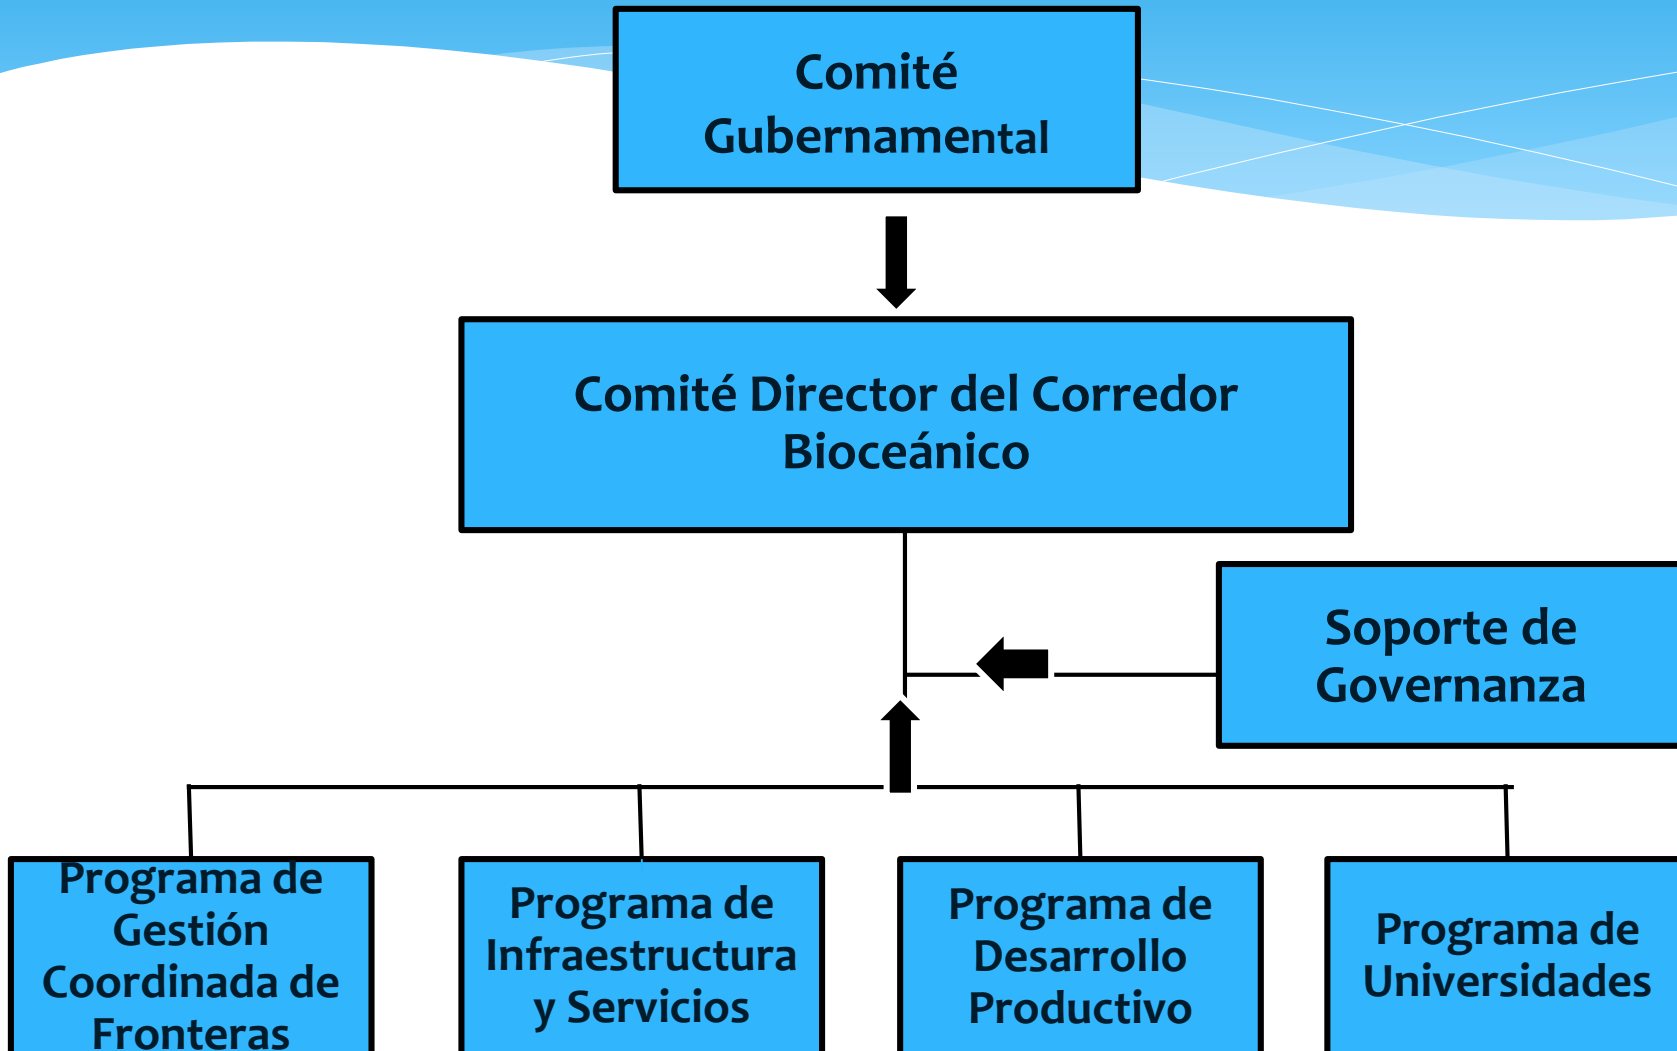 Comité
Gubernamental
Comité Director del Corredor
Bioceánico
Soporte de
Governanza
Programa de
Gestión
Coordinada de
Fronteras
Programa de
Infraestructura
y Servicios
Programa de
Desarrollo
Productivo
Programa de
Universidades